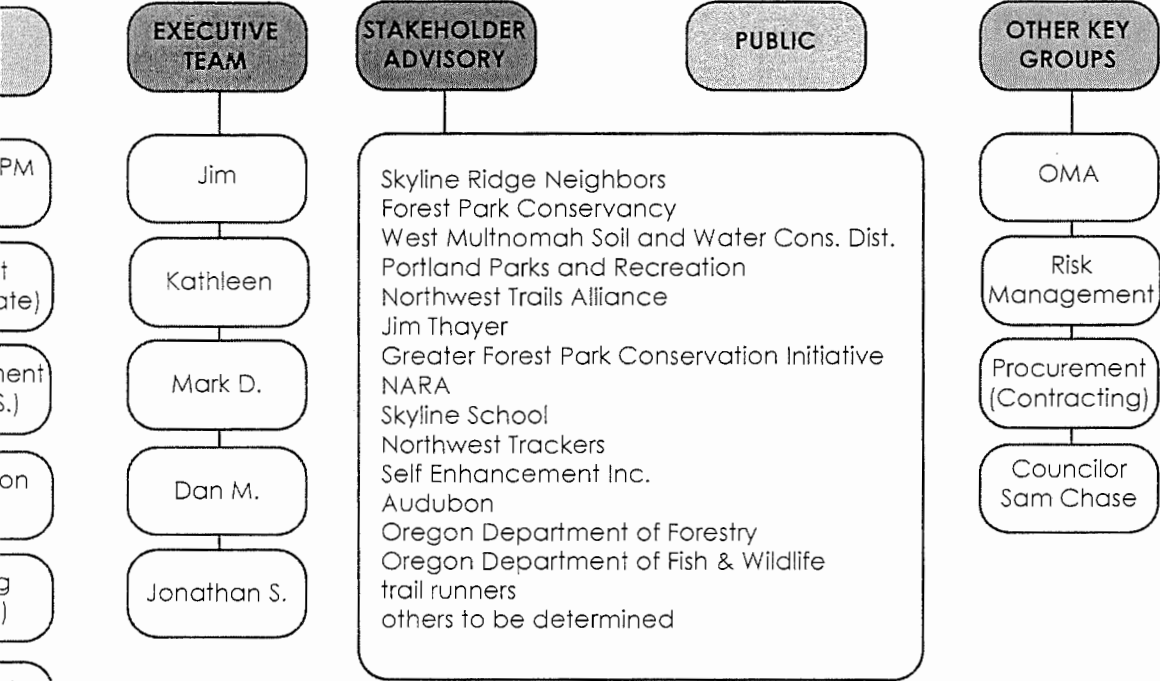 PM
t
ate)
ment
S.)
on
g
)
EXECUTIVE
TEAM
Jim
Kathleen
Mark D.
Dan M.
Jonathan S.
STAKEHOLDER
ADVISORY
Skyline Ridge Neighbors
Forest Park Conservancy
West Multnomah Soil and Water Cons. Dist.
Portland Parks and Recreation
Northwest Trails Alliance
Jim Thayer
Greater Forest Park Conservation Initiative
NARA
Skyline School
Northwest Trackers
Self Enhancement Inc.
Audubon
Oregon Department of Forestry
Oregon Department of Fish & Wildlife
trail runners
others to be determined
PUBLIC
OTHER KEY
GROUPS
OMA
Risk
Management
Procurement
(Contracting)
Councilor
Sam Chase